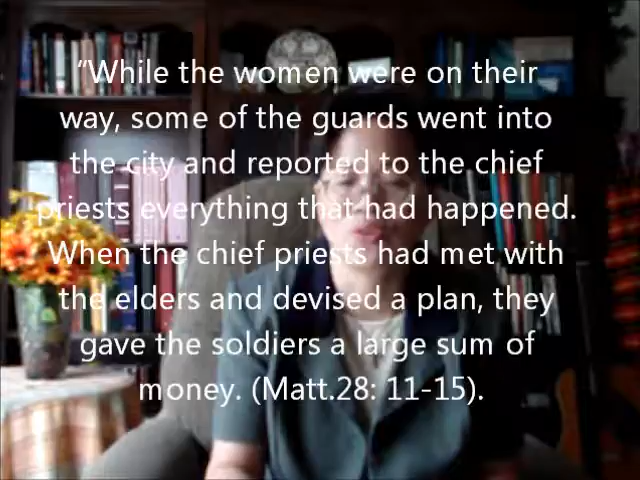 “While the women were on their
way, some of the guards went into
the city and reported to the chief
priests everything that had happened.
When the chief priests had met with
the elders and devised a plan, they
gave the soldiers a large sum of
money. (Matt.28: 11-15).